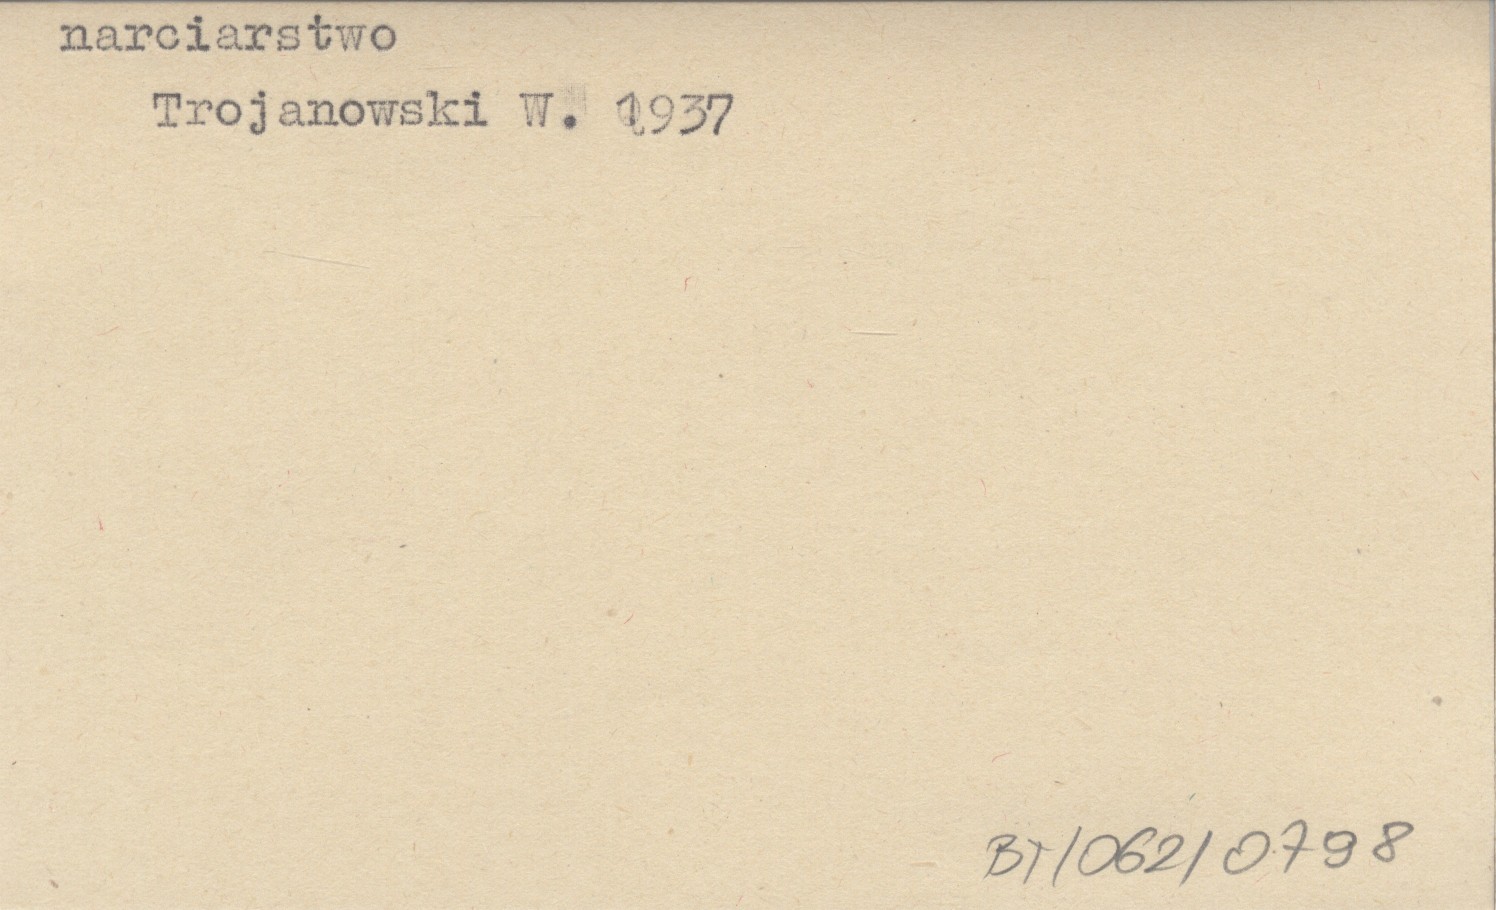 narciarstwo
Trojanowski W. 1937
BT/062/0798